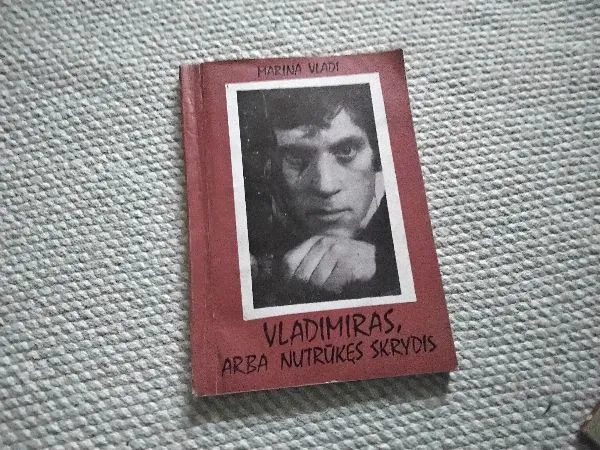 MARINA VLADI
VLADIMIRAS,
ARBA NUTRŪKĘS SKRYDIS